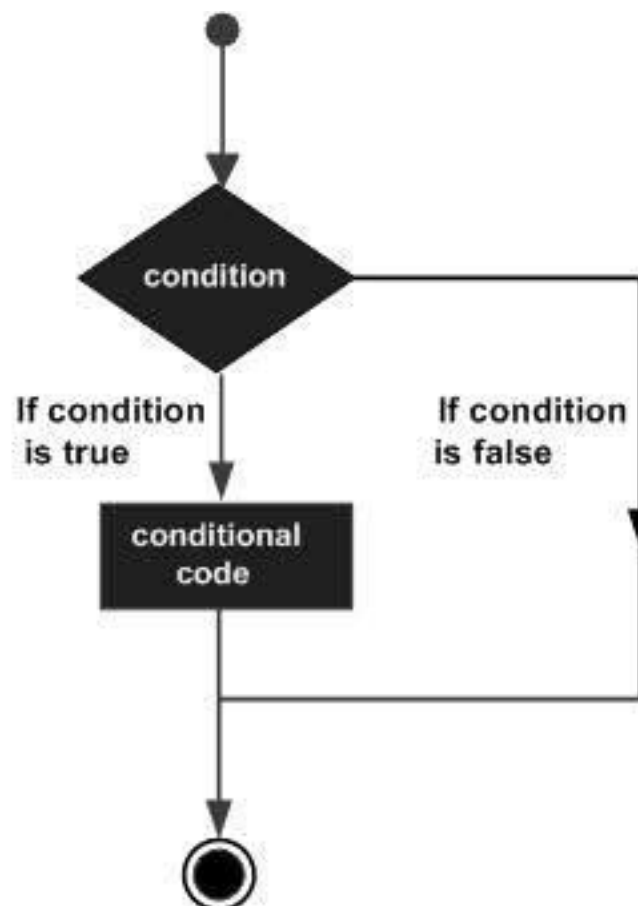 condition
If condition
is true
If condition
is false
conditional
code